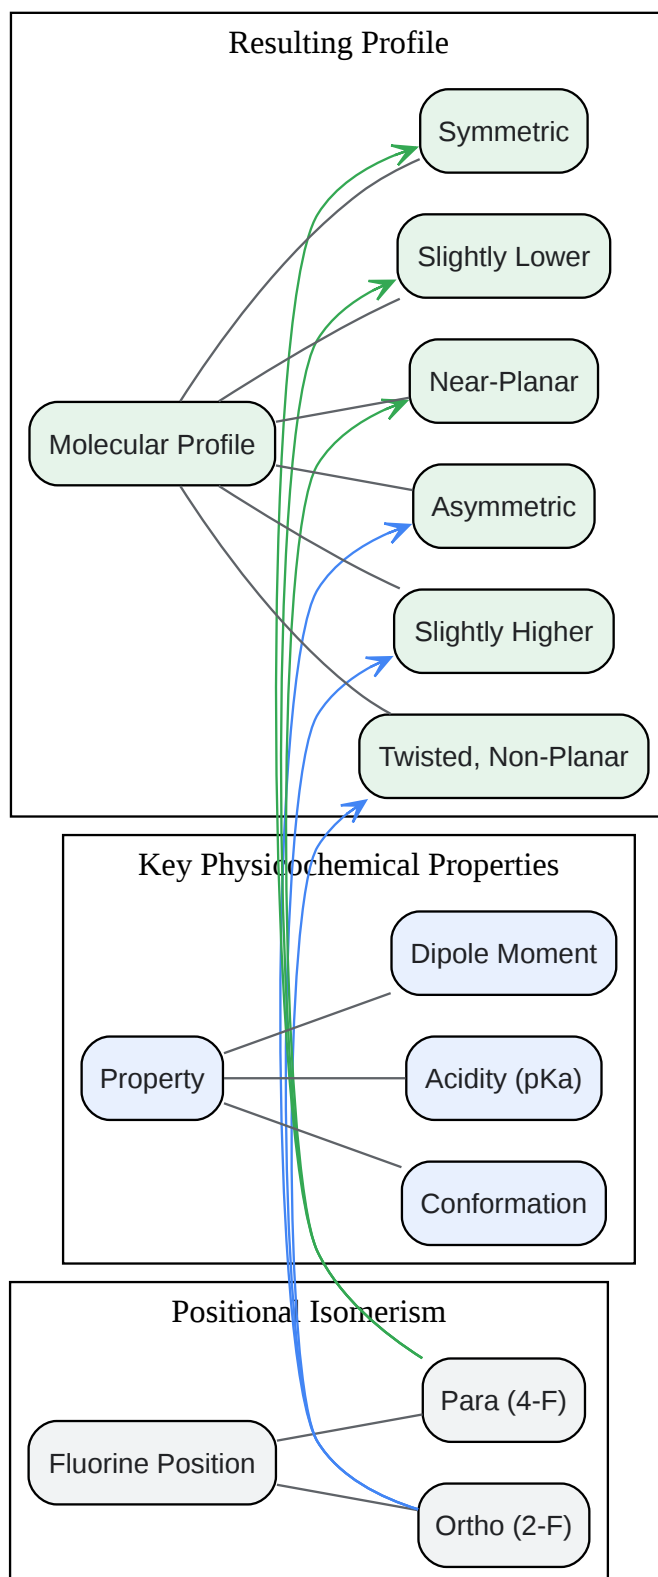 Resulting Profile
Symmetric
Slightly Lower
Near-Planar
Molecular Profile
Asymmetric
Slightly Higher
Twisted, Non-Planar
Key Physicochemical Properties
Dipole Moment
Property
Acidity (pKa)
Conformation
Positional Isomerism
Para (4-F)
Fluorine Position
Ortho (2-F)